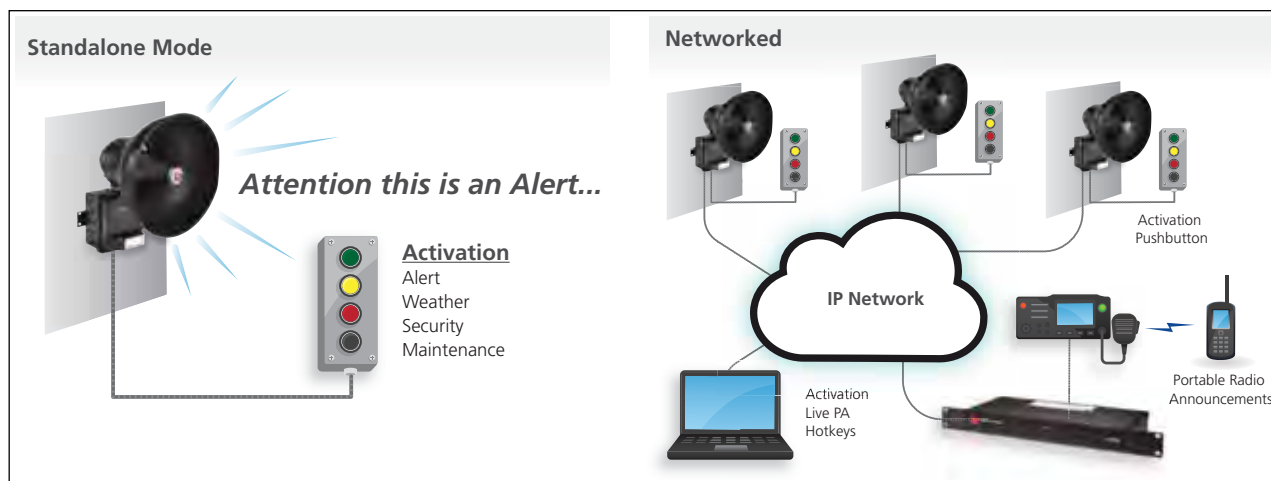 Standalone Mode
Attention this is an Alert...
Activation
Alert
Weather
Security
Maintenance
Networked
Activation
Pushbutton
IP Network
Portable Radio
Announcements
Activation
Live PA
Hotkeys